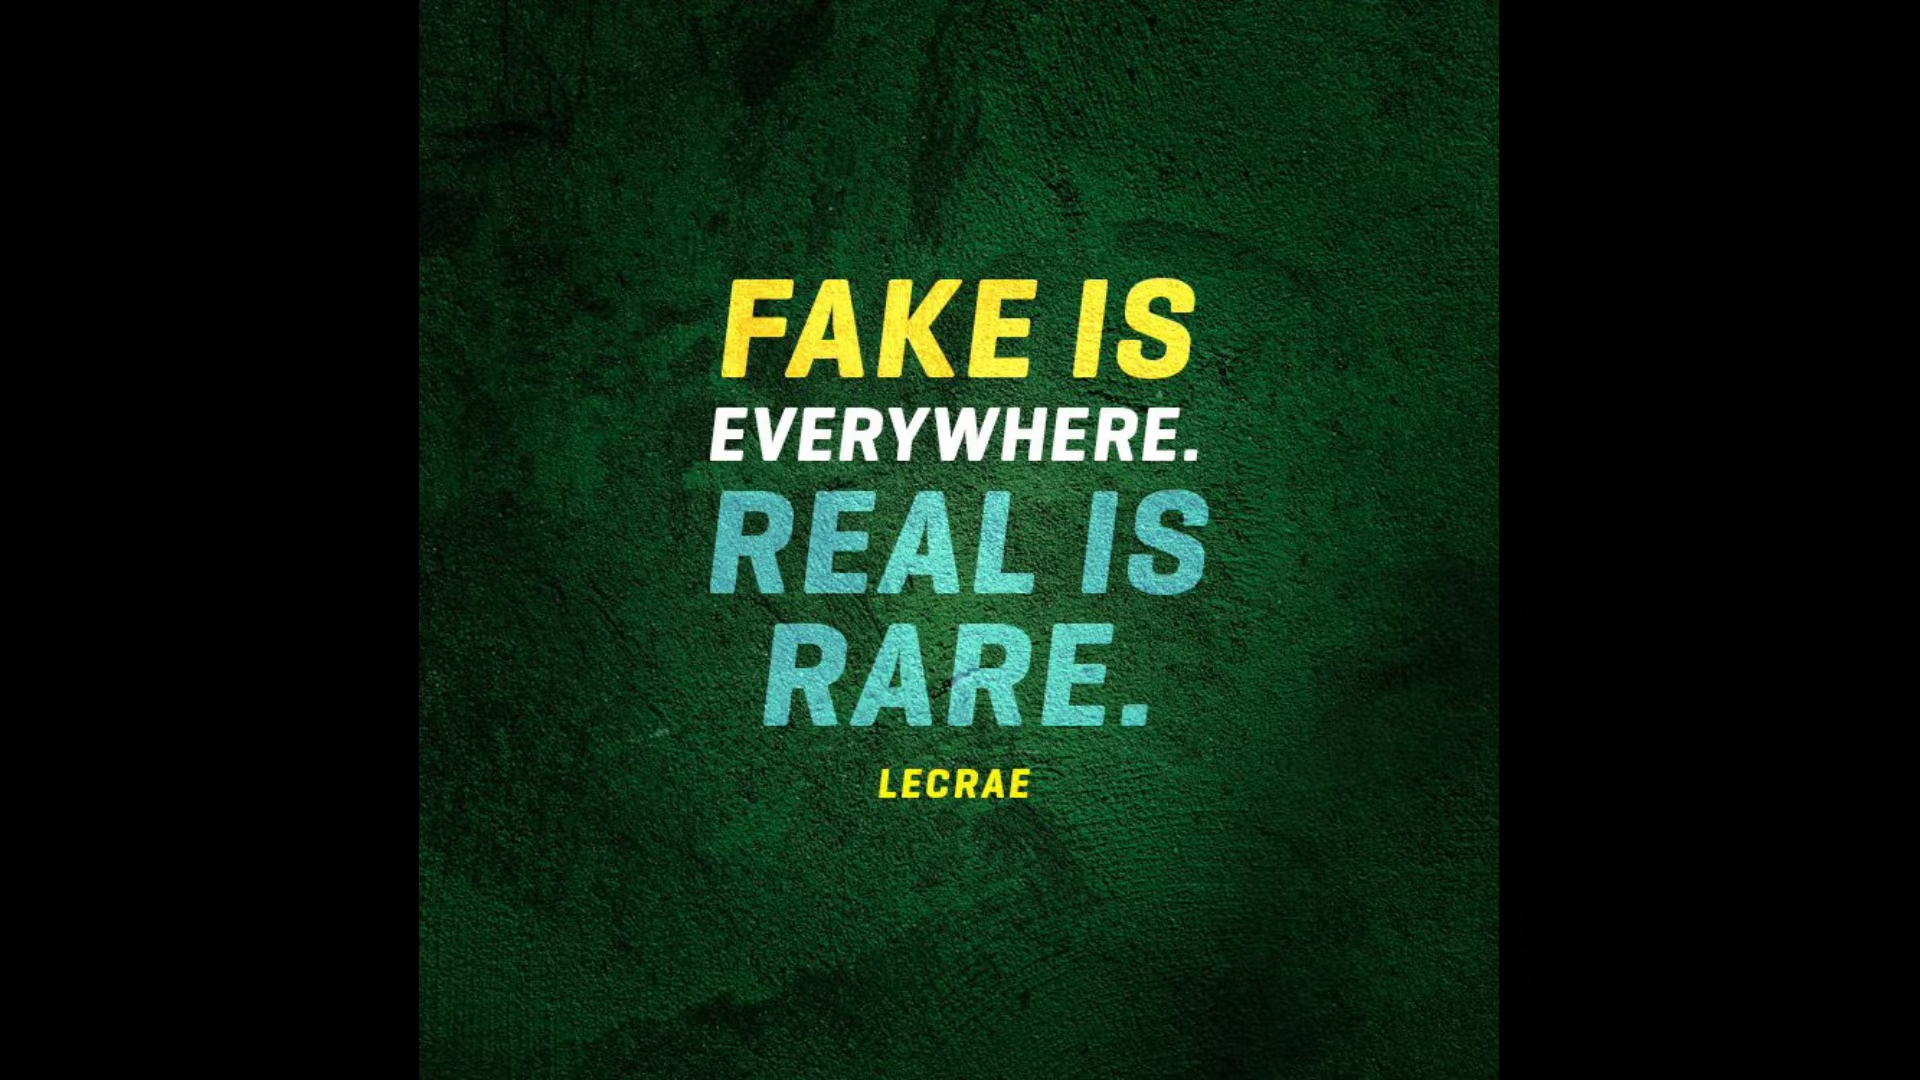 FAKE IS
EVERYWHERE.
REAL IS
RARE.
LECRAE